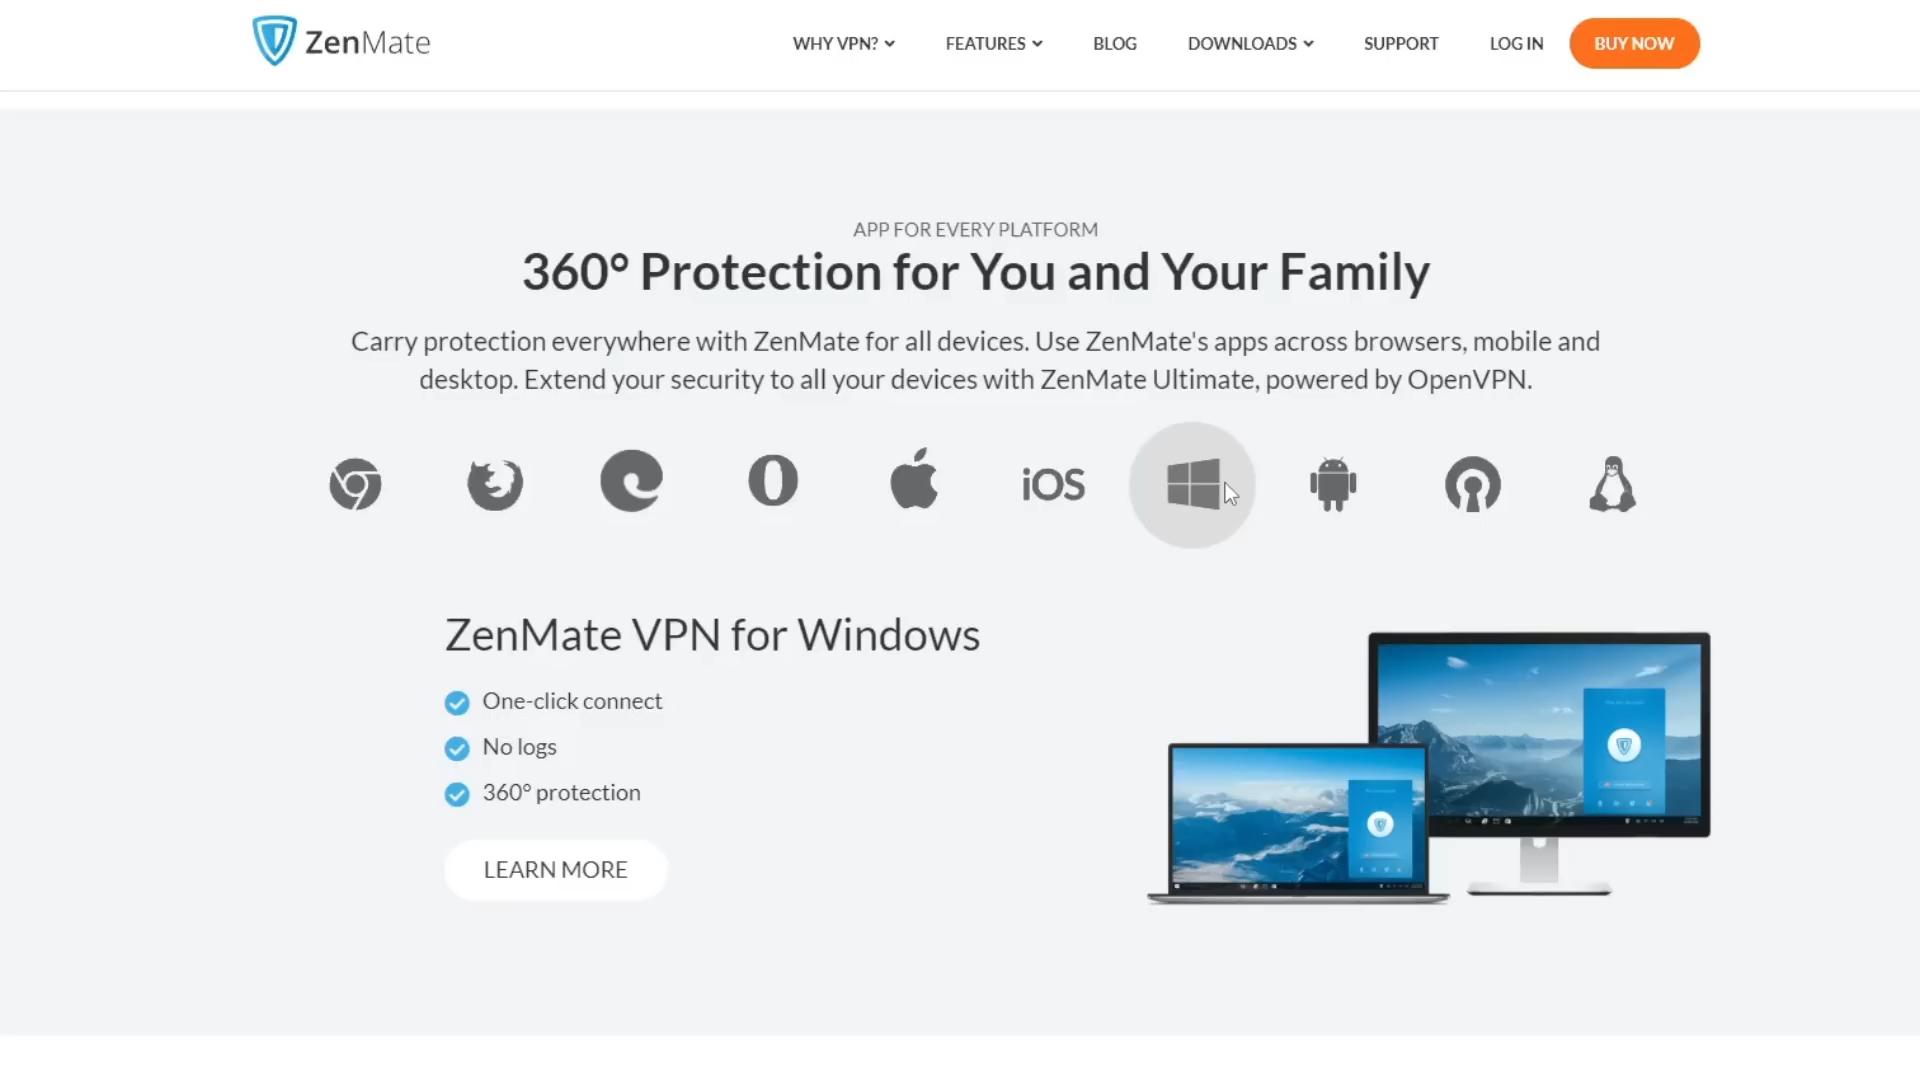 ZenMate
WHY VPN?
FEATURES
BLOG
DOWNLOADS
SUPPORT
LOG IN
BUY NOW
APP FOR EVERY PLATFORM
360° Protection for You and Your Family
Carry protection everywhere with ZenMate for all devices. Use ZenMate's apps across browsers, mobile and
desktop. Extend your security to all your devices with ZenMate Ultimate, powered by OpenVPN.
iOS
ZenMate VPN for Windows
One-click connect
No logs
360° protection
LEARN MORE